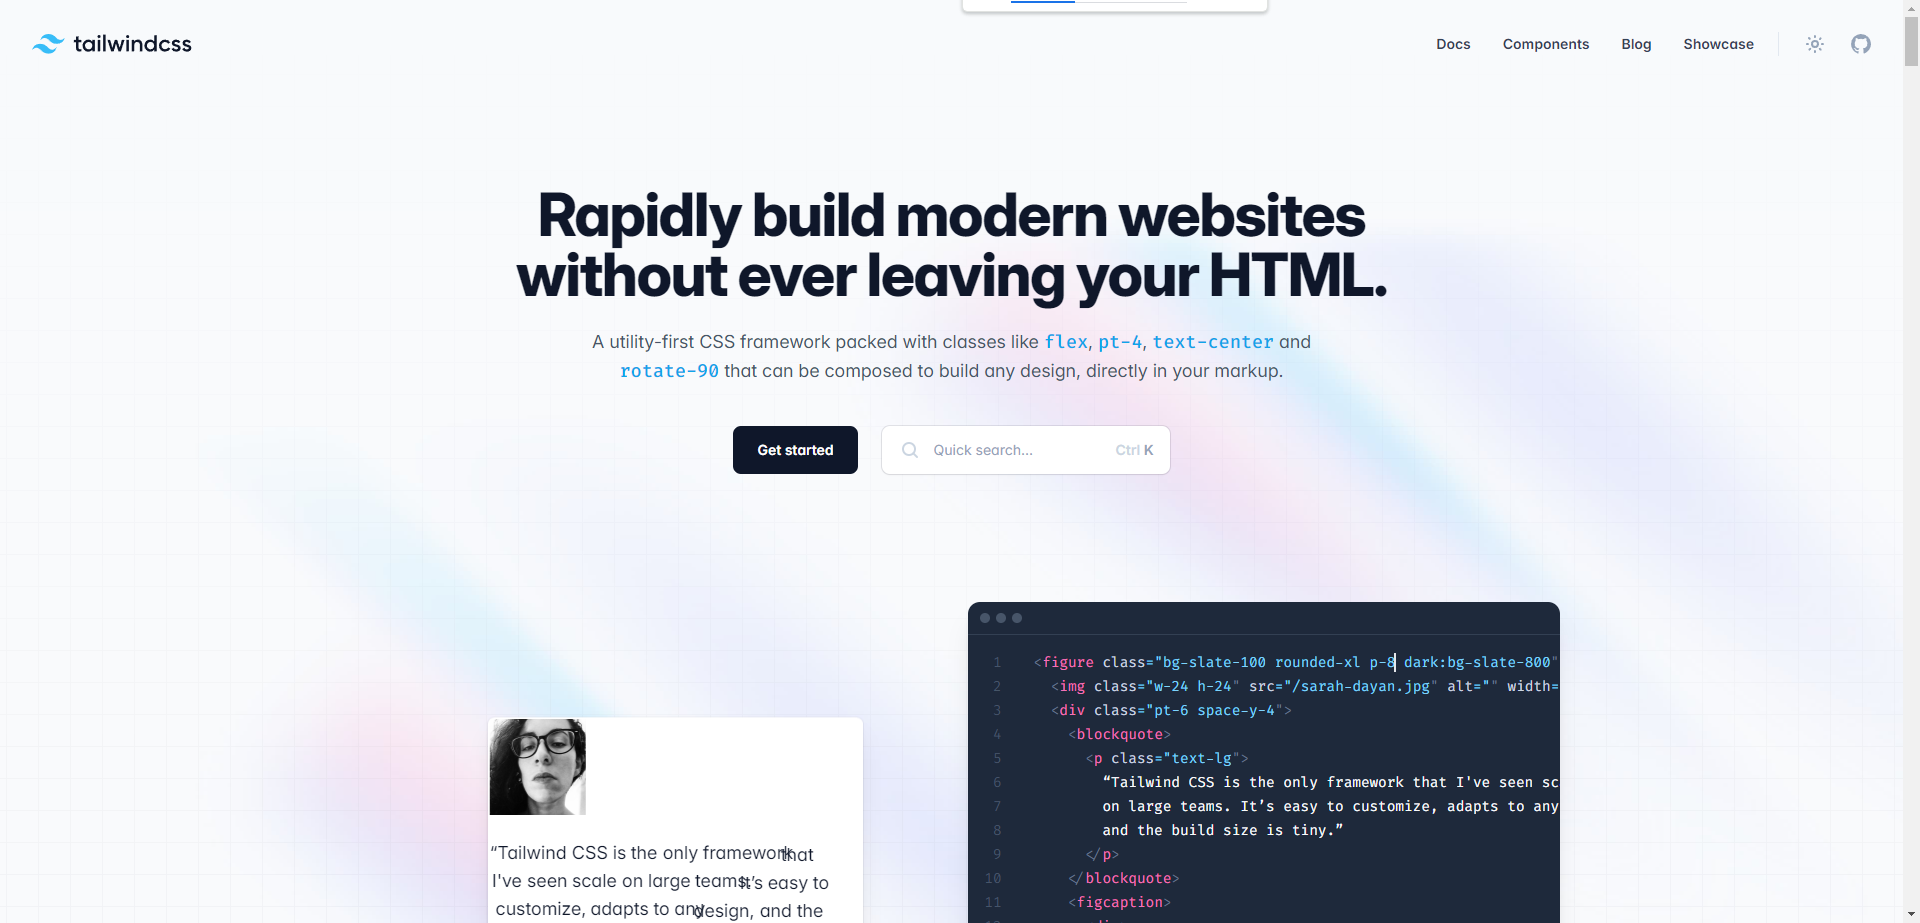 tailwindcss
Docs Components Blog Showcase
Rapidly build modern websites
without ever leaving your HTML.
A utility-first CSS framework packed with classes like flex, pt-4, text-center and
rotate-90 that can be composed to build any design, directly in your markup.
Get started
Quick search... Ctrl K
“Tailwind CSS is the only framework that
I've seen scale on large teams. It’s easy to
customize, adapts to any design, and the
1 <figure class="bg-slate-100 rounded-xl p-8 dark:bg-slate-800"
2 <img class="w-24 h-24" src="/sarah-dayan.jpg" alt="" width=
3 <div class="pt-6 space-y-4">
4 <blockquote>
5 <p class="text-lg">
6 “Tailwind CSS is the only framework that I've seen sc
7 on large teams. It’s easy to customize, adapts to any
8 and the build size is tiny.”
9 </p>
10 </blockquote>
11 <figcaption>